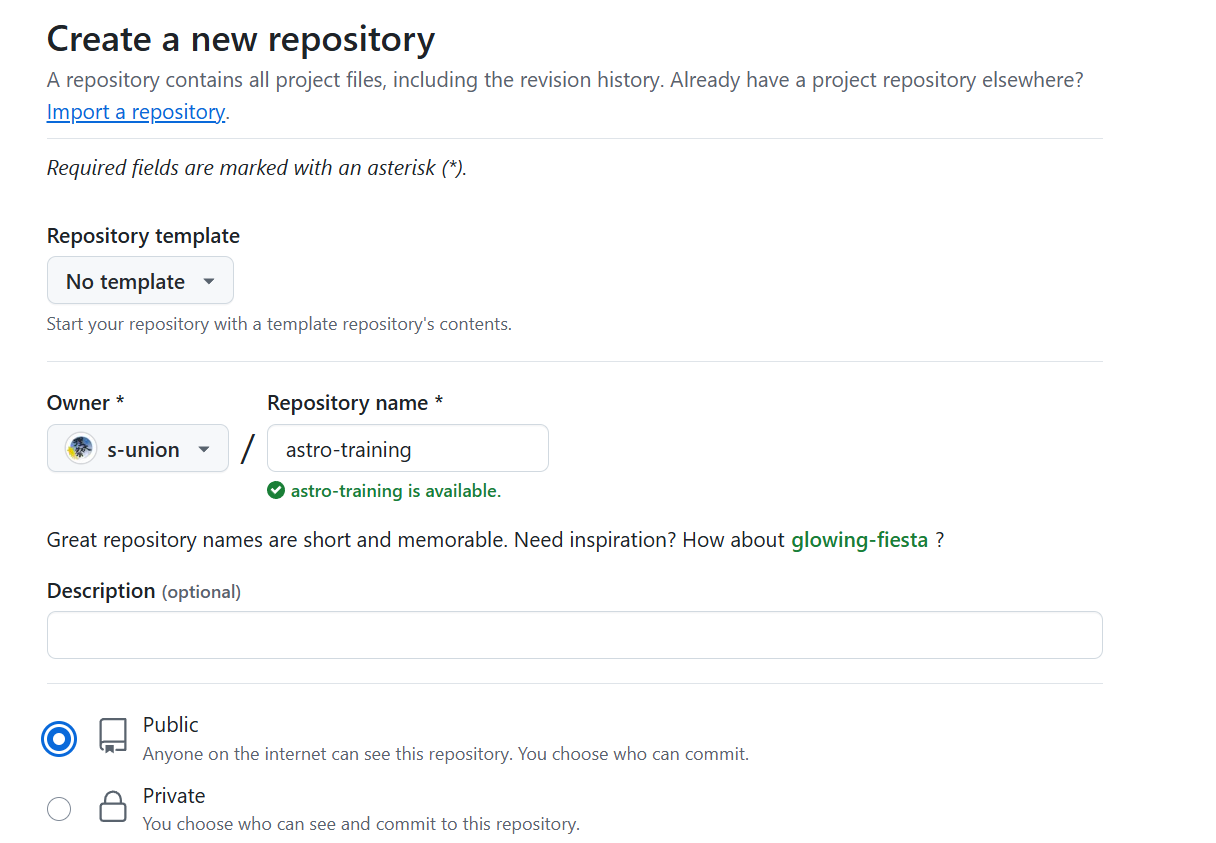 Create a new repository
A repository contains all project files, including the revision history. Already have a project repository elsewhere?
Import a repository.
Required fields are marked with an asterisk (*).
Repository template
No template
Start your repository with a template repository's contents.
Owner * Repository name *
s-union / astro-training
astro-training is available.
Great repository names are short and memorable. Need inspiration? How about glowing-fiesta ?
Description (optional)
Public
Anyone on the internet can see this repository. You choose who can commit.
Private
You choose who can see and commit to this repository.